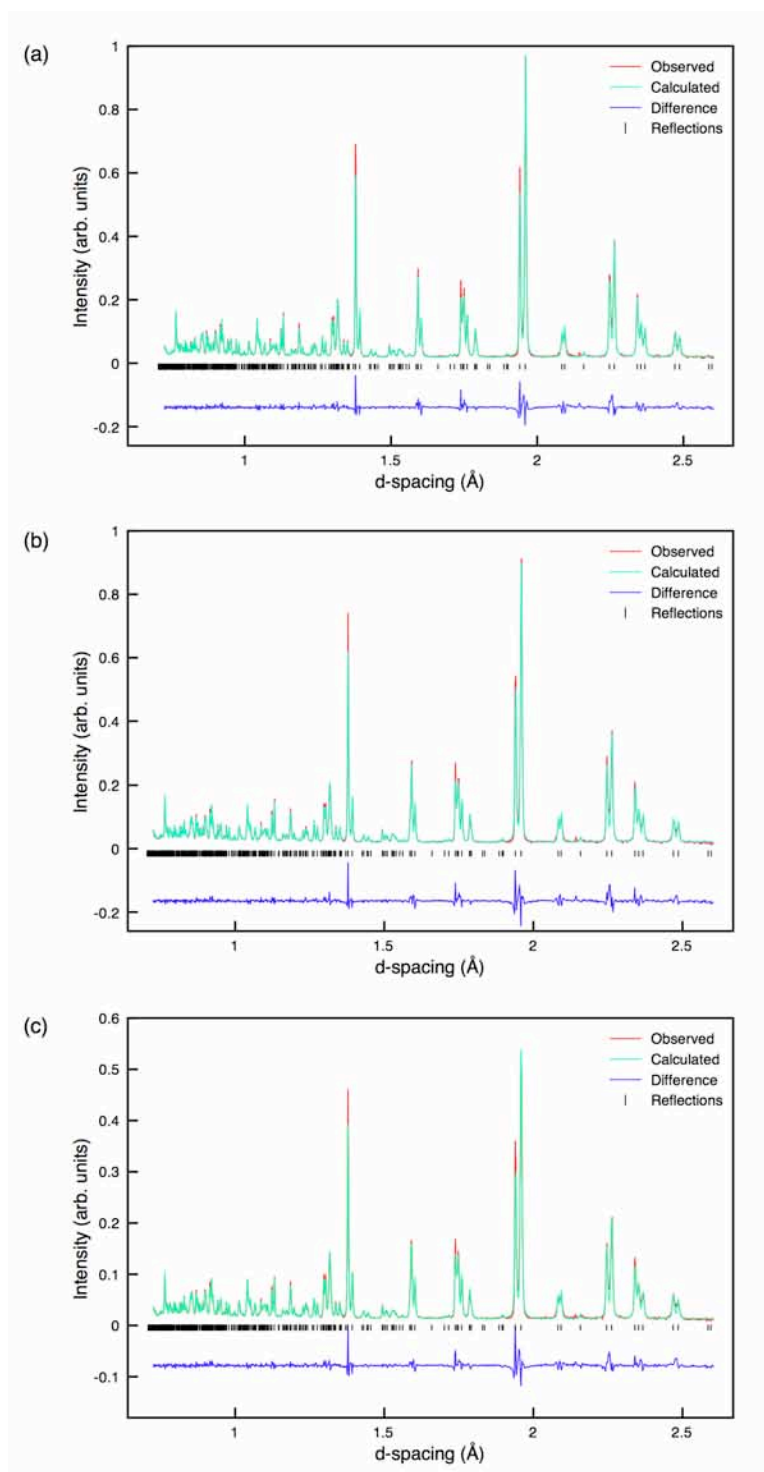 (a)
1
0.8
0.6
0.4
0.2
0
-0.2
Intensity (arb. units)
Observed
Calculated
Difference
Reflections
1 1.5 2 2.5
d-spacing (Å)
(b)
1
0.8
0.6
0.4
0.2
0
-0.2
Intensity (arb. units)
Observed
Calculated
Difference
Reflections
1 1.5 2 2.5
d-spacing (Å)
(c)
0.6
0.5
0.4
0.3
0.2
0.1
0
-0.1
Intensity (arb. units)
Observed
Calculated
Difference
Reflections
1 1.5 2 2.5
d-spacing (Å)